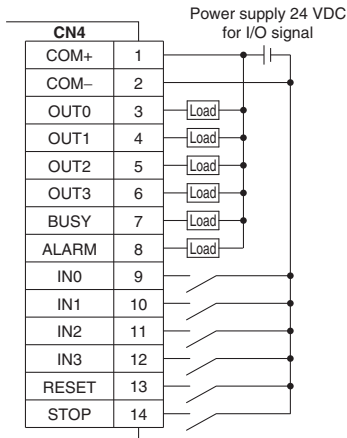 Power supply 24 VDC
for I/O signal
CN4
COM+ 1
COM– 2
OUT0 3 Load
OUT1 4 Load
OUT2 5 Load
OUT3 6 Load
BUSY 7 Load
ALARM 8 Load
IN0 9
IN1 10
IN2 11
IN3 12
RESET 13
STOP 14